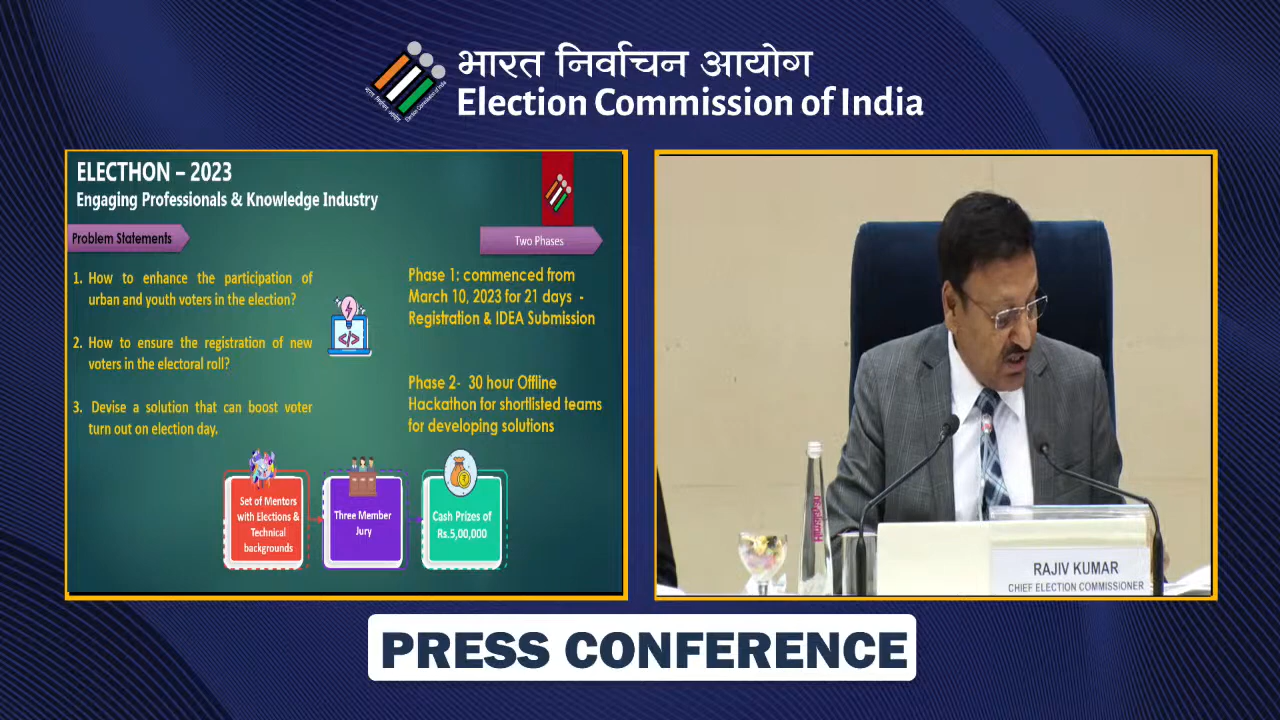 भारत निर्वाचन आयोग
Election Commission of India
ELECTHON – 2023
Engaging Professionals & Knowledge Industry
Problem Statements
1. How to enhance the participation of
urban and youth voters in the election?
2. How to ensure the registration of new
voters in the electoral roll?
3. Devise a solution that can boost voter
turn out on election day.
Two Phases
Phase 1: commenced from
March 10, 2023 for 21 days -
Registration & IDEA Submission
Phase 2- 30 hour Offline
Hackathon for shortlisted teams
for developing solutions
Set of Mentors
with Elections &
Technical
backgrounds
Three Member
Jury
Cash Prizes of
Rs.5,00,000
RAJIV KUMAR
CHIEF ELECTION COMMISSIONER
PRESS CONFERENCE